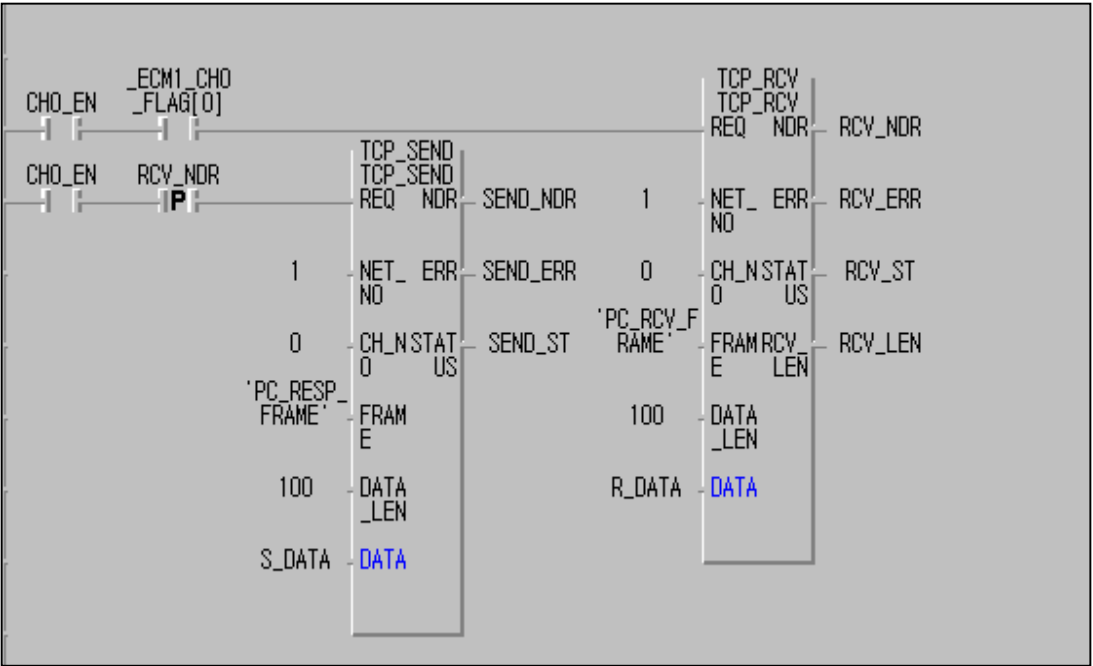 _ECM1_CHO
CHO_EN _FLAG[0]
TCP_RCV
TCP_RCV
REQ NDR RCV_NDR
TCP_SEND
CHO_EN RCV_NDR TCP_SEND
P REQ NDR SEND_NDR 1 NET_ ERR RCV_ERR
NO
1 NET_ ERR SEND_ERR 0 CH_N STAT RCV_ST
NO O US
'PC_RCV_F
0 CH_N STAT SEND_ST RAME' FRAM RCV_ RCV_LEN
O US E LEN
'PC_RESP_
FRAME' FRAM 100 DATA
E _LEN
100 DATA R_DATA DATA
_LEN
S_DATA DATA